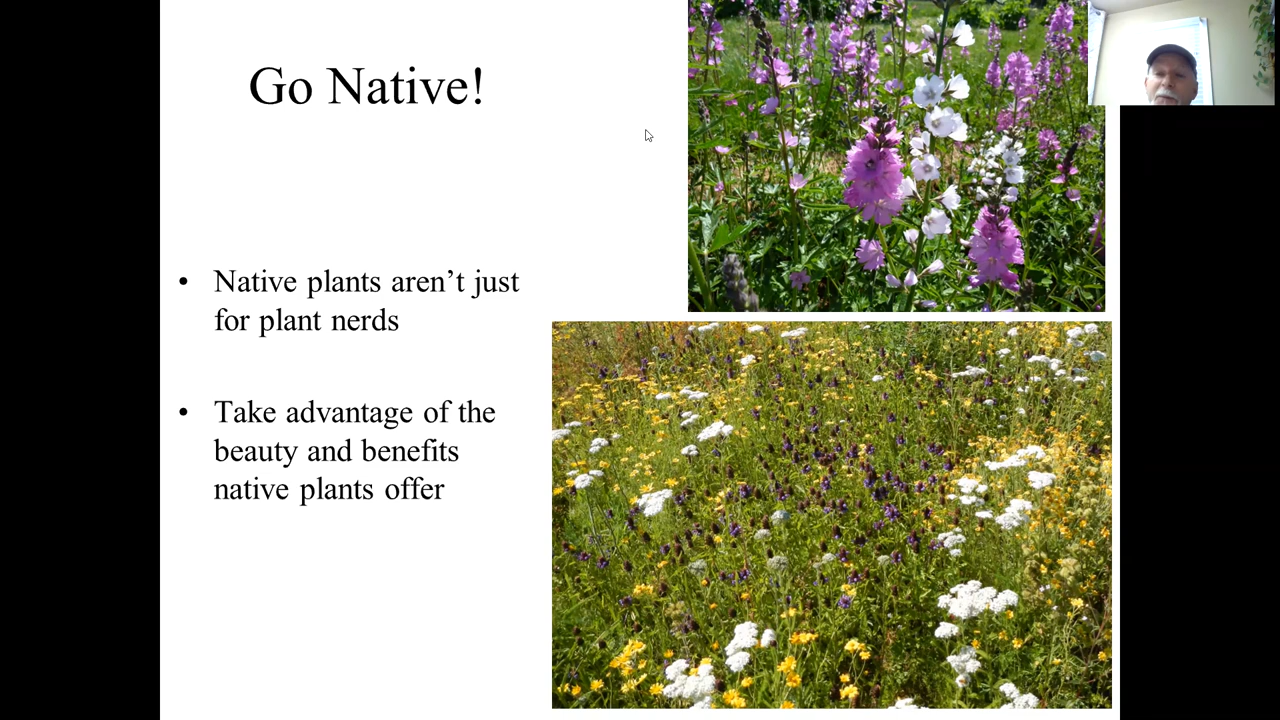 Go Native!
• Native plants aren’t just
for plant nerds
• Take advantage of the
beauty and benefits
native plants offer